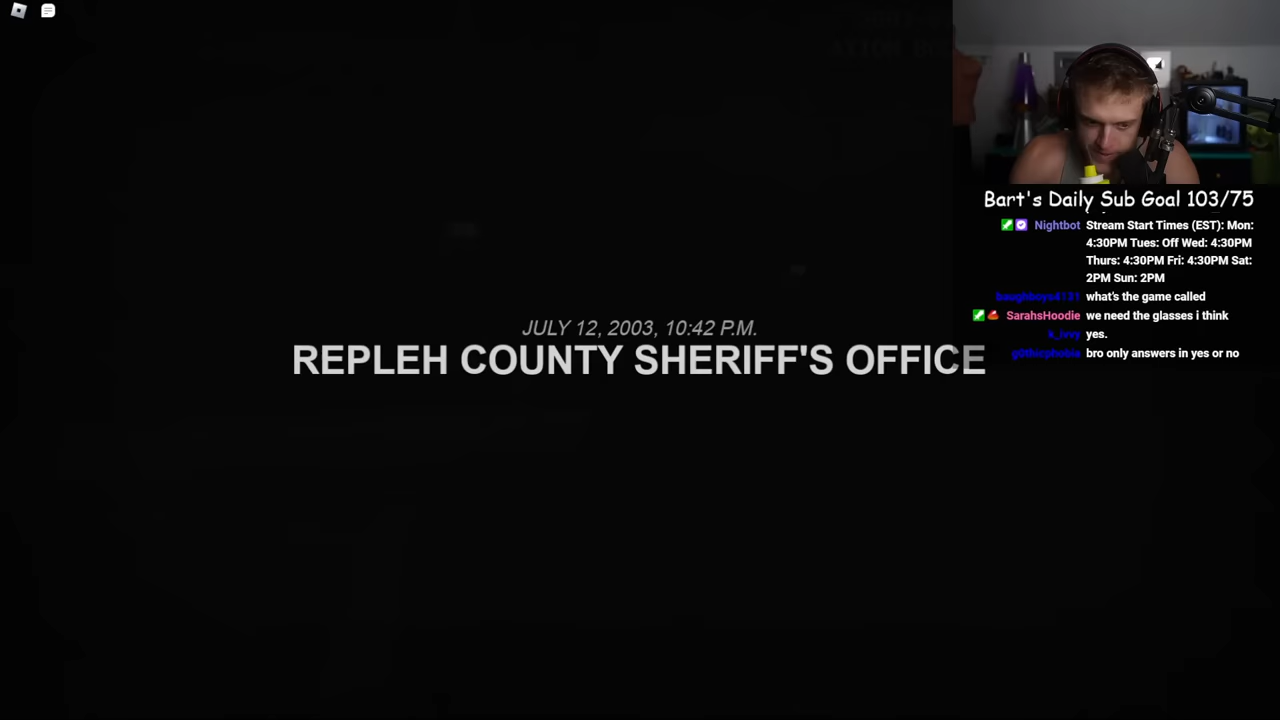 JULY 12, 2003, 10:42 P.M.
REPLEH COUNTY SHERIFF'S OFFICE
Bart's Daily Sub Goal 103/75
Nightbot Stream Start Times (EST): Mon:
4:30PM Tues: Off Wed: 4:30PM
Thurs: 4:30PM Fri: 4:30PM Sat:
2PM Sun: 2PM
baughboys4131 what's the game called
SarahsHoodie we need the glasses i think
k_ivvy yes.
bro only answers in yes or no